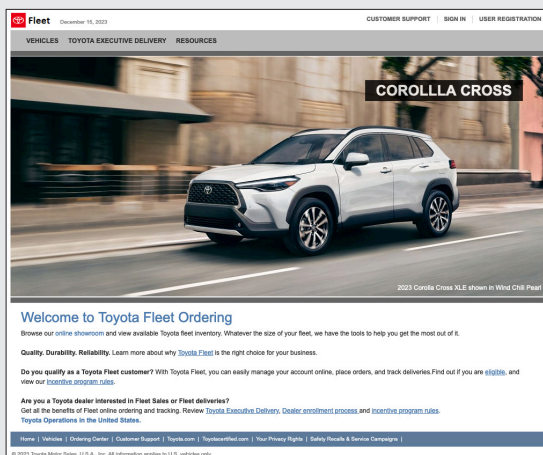 Fleet December 15, 2023 CUSTOMER SUPPORT | SIGN IN | USER REGISTRATION
VEHICLES TOYOTA EXECUTIVE DELIVERY RESOURCES
COROLLLA CROSS
2023 Corolla Cross XLE shown in Wind Chill Pearl
Welcome to Toyota Fleet Ordering
Browse our online showroom and view available Toyota fleet inventory. Whatever the size of your fleet, we have the tools to help you get the most out of it.
Quality. Durability. Reliability. Learn more about why Toyota Fleet is the right choice for your business.
Do you qualify as a Toyota Fleet customer? With Toyota Fleet, you can easily manage your account online, place orders, and track deliveries.Find out if you are eligible, and
view our incentive program rules.
Are you a Toyota dealer interested in Fleet Sales or Fleet deliveries?
Get all the benefits of Fleet online ordering and tracking. Review Toyota Executive Delivery, Dealer enrollment process and incentive program rules.
Toyota Operations in the United States.
Home | Vehicles | Ordering Center | Customer Support | Toyota.com | Toyotacertified.com | Your Privacy Rights | Safety Recalls & Service Campaigns |
© 2023 Toyota Motor Sales, U.S.A., Inc. All information applies to U.S. vehicles only.